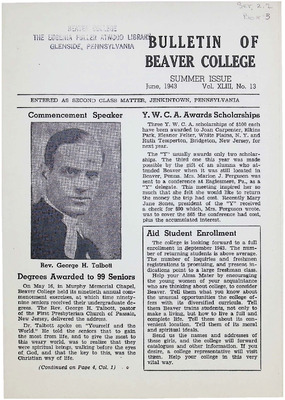 BEAVER COLLEGE
THE EUGENIA FULLER ATWOOD LIBRARY
GLENSIDE, PENNSYLVANIA
BULLETIN OF
BEAVER COLLEGE
SUMMER ISSUE
June, 1943 Vol. XLIII, No. 13
ENTERED AS SECOND CLASS MATTER, JENKINTOWN, PENNSYLVANIA
Commencement Speaker
Rev. George H. Talbott
Degrees Awarded to 99 Seniors
On May 16, in Murphy Memorial Chapel,
Beaver College held its ninetieth annual com-
mencement exercises, at which time ninety-
nine seniors received their undergraduate de-
grees. The Rev. George H. Talbott, pastor
of the First Presbyterian Church of Passaic,
New Jersey, delivered the address.
Dr. Talbott spoke on "Yourself and the
World." He told the seniors that to gain
the most from life, and to give the most to
this weary world, was to realize that they
were spiritual beings, walking before the eyes
of God, and that the key to this, was the
Christian way of life.
(Continued on Page 4, Col. 1)
Y. W. C. A. Awards Scholarships
Three Y. W. C. A. scholarships of $100 each
have been awarded to Joan Carpenter, Elkins
Park, Eleanor Felter, White Plains, N. Y. and
Ruth Temperton, Bridgeton, New Jersey, for
next year.
The "Y" usually awards only two scholar-
ships. The third one this year was made
possible by the gift of an alumna who at-
tended Beaver when it was still located in
Beaver, Penna. Mrs. Marion J. Ferguson was
sent to a conference at Eaglesmere, Pa., as a
"Y" delegate. This meeting inspired her so
much that she felt she would like to return
the money the trip had cost. Recently Mary
Jane Starn, president of the "Y" received
a check for $90 which, Mrs. Ferguson wrote,
was to cover the $65 the conference had cost,
plus the accumulated interest.
Aid Student Enrollment
The college is looking forward to a full
enrollment in September 1943. The num-
ber of returning students is above average.
The number of inquiries and freshmen
registrations is promising, and present in-
dications point to a large freshman class.
Help your Alma Mater by encouraging
the young women of your acquaintance
who are thinking about college, to consider
Beaver. Tell them what you know about
the unusual opportunities the college of-
fers with its diversified curricula. Tell
them Beaver trains students, not only to
make a living, but how to live a full and
complete life. Tell them about its con-
venient location. Tell them of its moral
and spiritual ideals.
Send in the names and addresses of
these girls, and the college will forward
catalogues and other information. If you
desire, a college representative will visit
them. Help your college in this very
vital way.